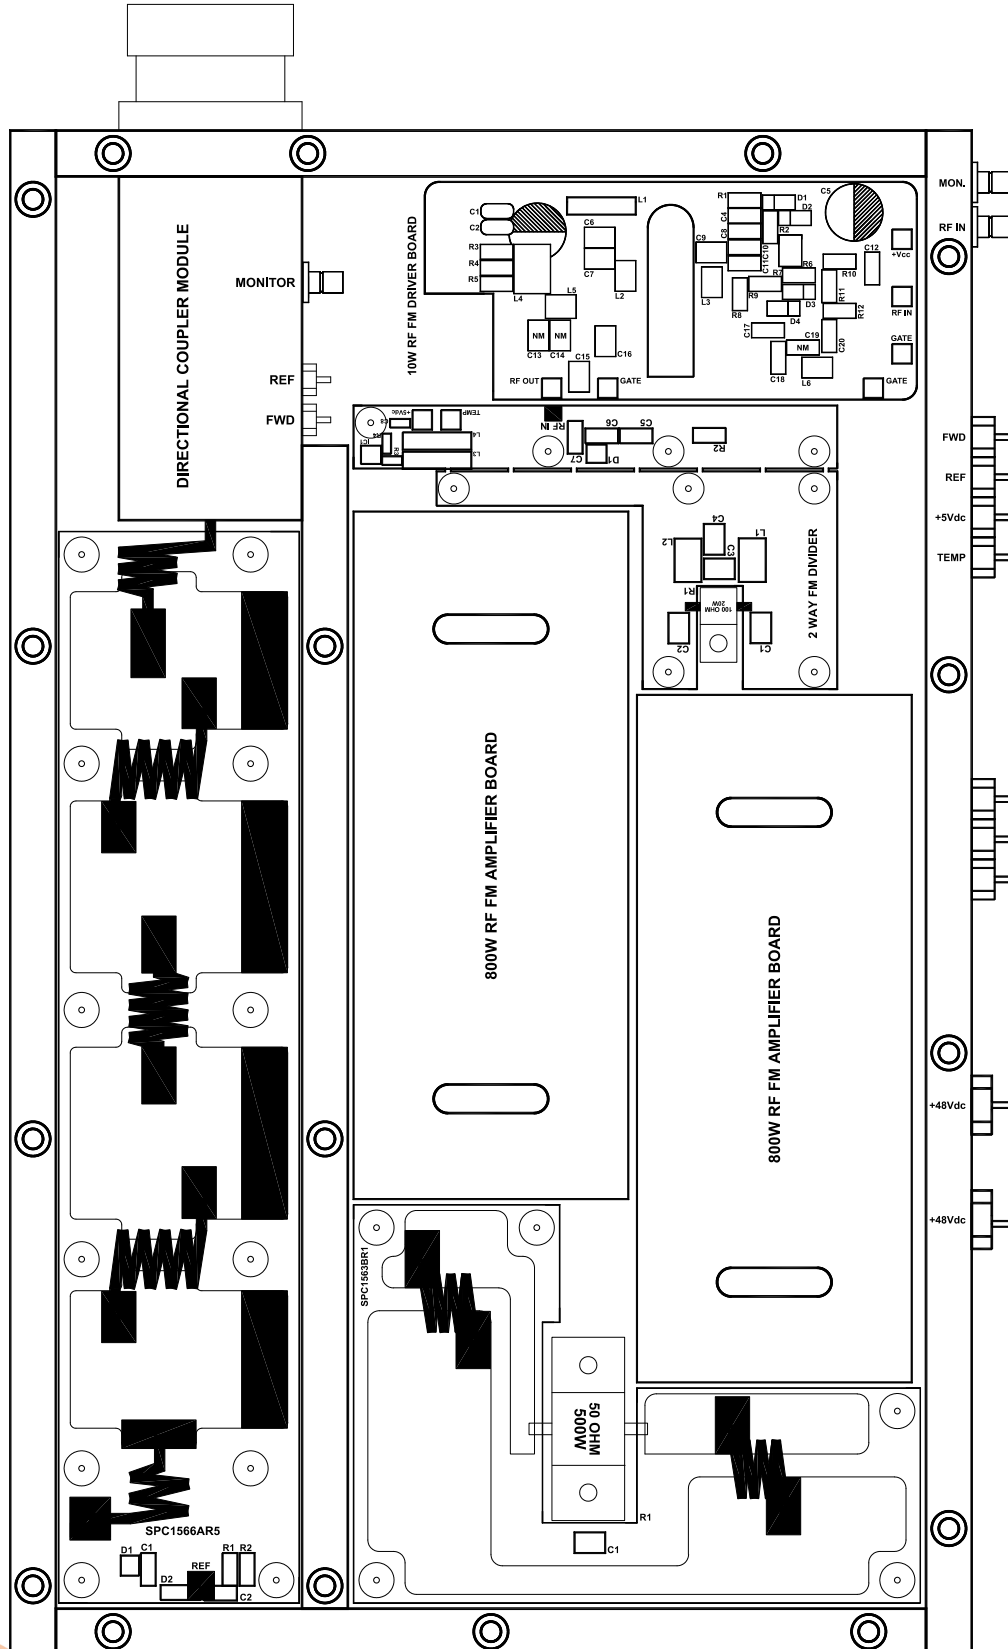 DIRECTIONAL COUPLER MODULE
MONITOR
REF
FWD
10W RF FM DRIVER BOARD
C1
C2
R3
R4
R5
L4
L5
L1
C6
C7
L2
NM
NM
C13
C14
C16
C15
RF OUT
GATE
C9
L3
R1
C4
C8
C11
C10
D1
D2
R2
R7
R6
R9
R8
D3
D4
C17
C18
C19
NM
L6
C5
C12
R10
R11
R12
C20
+Vcc
RF IN
GATE
GATE
MON.
RF IN
FWD
REF
+5Vdc
TEMP
+48Vdc
+48Vdc
C8
+5Vdc
TEMP
IC1
R4
R3
L4
L3
RF IN
C7
C6
C5
D1
R2
L2
C4
C3
L1
R1
100 OHM
20W
C2
C1
2 WAY FM DIVIDER
800W RF FM AMPLIFIER BOARD
800W RF FM AMPLIFIER BOARD
SPC1563BR1
50 OHM
500W
R1
C1
SPC1566AR5
D1
C1
D2
REF
R1
R2
C2